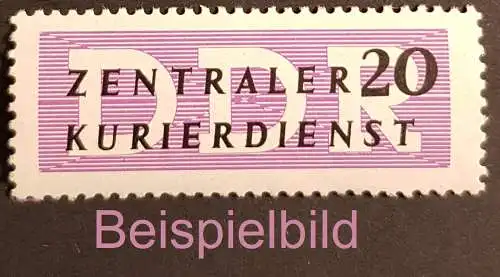 DDR
ZENTRALER 20
KURIERDIENST
Beispielbild